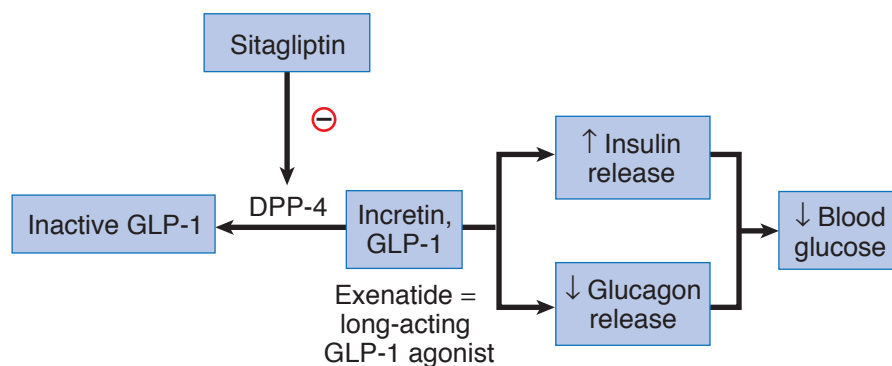 Sitagliptin
−
DPP-4
Inactive GLP-1
Incretin,
GLP-1
Exenatide =
long-acting
GLP-1 agonist
↑ Insulin
release
↓ Glucagon
release
↓ Blood
glucose